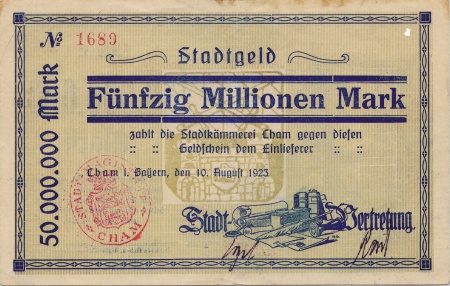 № 1689
Stadtgeld
50.000.000 Mark
Fünfzig Millionen Mark
zahlt die Stadtkämmerei Cham gegen diesen
:: :: Geldschein dem Einlieferer :: ::
Cham i. Bayern, den 10. August 1923
Stadt-Vertretung.
CHAM